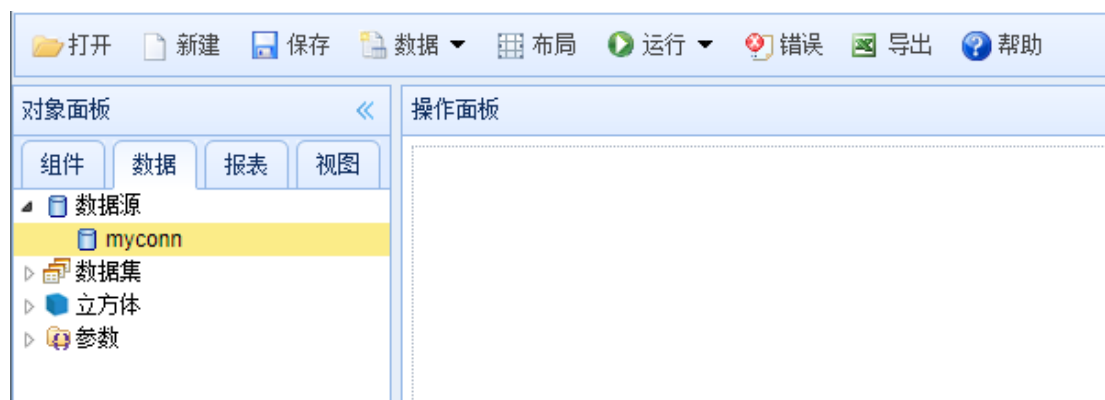 打开 新建 保存 数据 布局 运行 错误 导出 帮助
对象面板 操作面板
组件 数据 报表 视图
数据源
myconn
数据集
立方体
参数